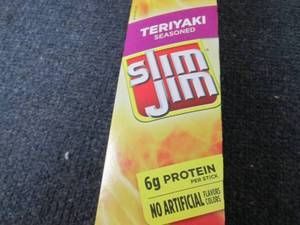 TERIYAKI
SEASONED
Slim
Jim
6g PROTEIN
PER STICK
NO ARTIFICIAL FLAVORS
COLORS